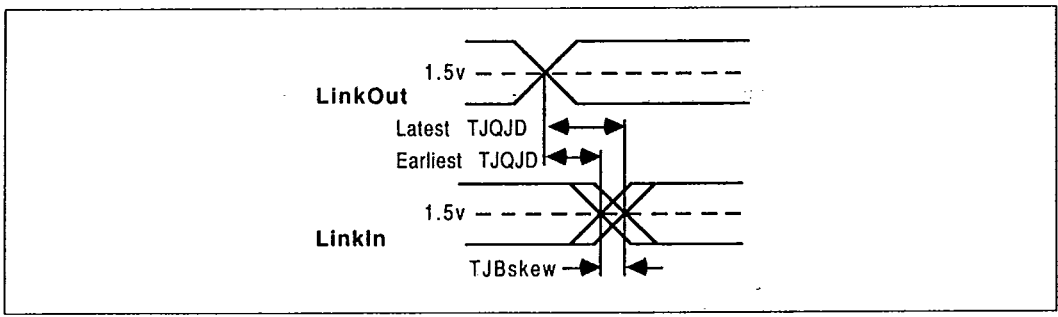 1.5v
LinkOut
Latest TJQJD
Earliest TJQJD
1.5v
LinkIn
TJBskew